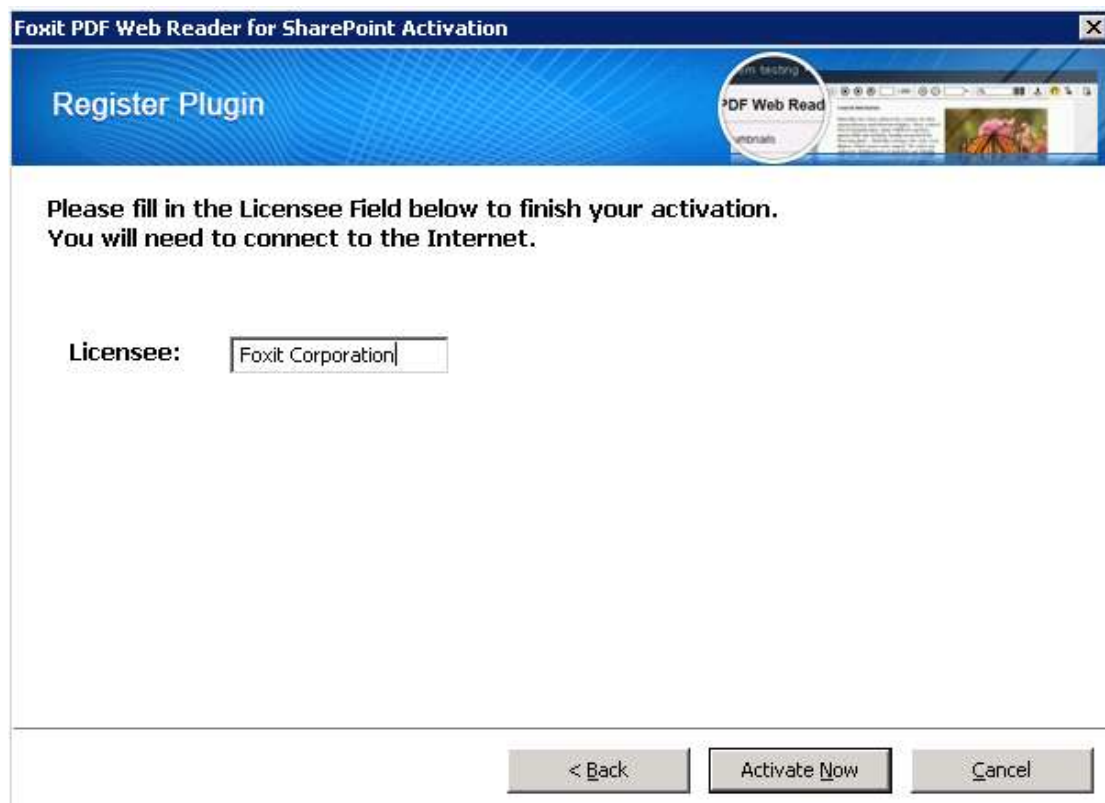 Foxit PDF Web Reader for SharePoint Activation
Register Plugin
testing
PDF Web Read
Please fill in the Licensee Field below to finish your activation.
You will need to connect to the Internet.
Licensee:
Foxit Corporation
< Back
Activate Now
Cancel